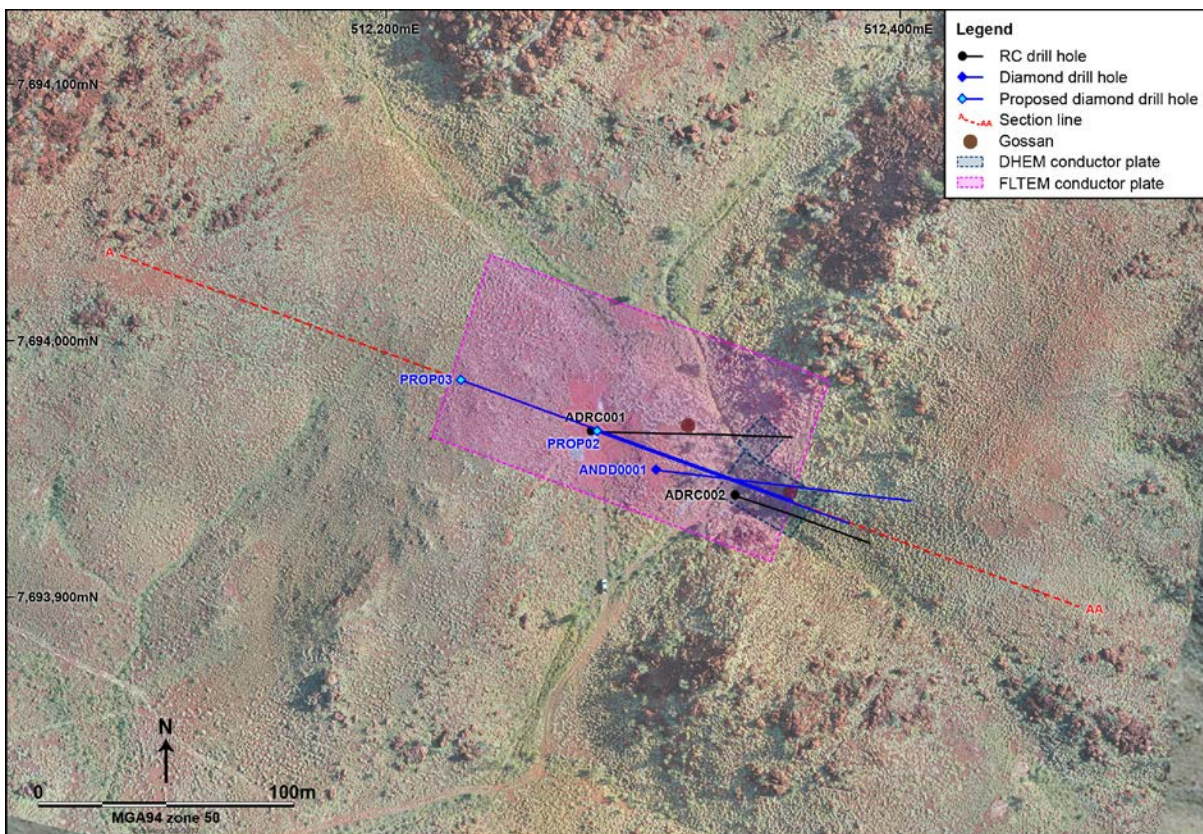 512,200mE
512,400mE
7,694,100mN
Legend
RC drill hole
Diamond drill hole
Proposed diamond drill hole
A AA Section line
Gossan
DHEM conductor plate
FLTEM conductor plate
A
7,694,000mN
PROP03
ADRC001
PROP02
ANDD0001
ADRC002
7,693,900mN
AA
N
0 100m
MGA94 zone 50